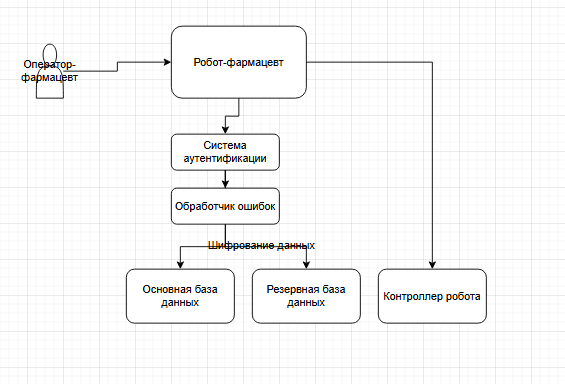 Оператор-
фармацевт
Робот-фармацевт
Система
аутентификации
Обработчик ошибок
Шифрование данных
Основная база
данных
Резервная база
данных
Контроллер робота